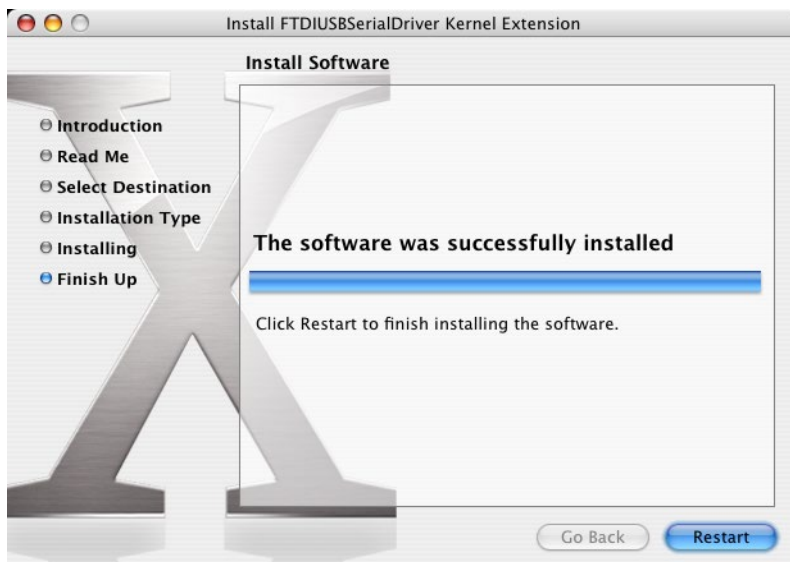 Install FTDIUSBSerialDriver Kernel Extension
Install Software
Introduction
Read Me
Select Destination
Installation Type
Installing
Finish Up
The software was successfully installed
Click Restart to finish installing the software.
Go Back
Restart